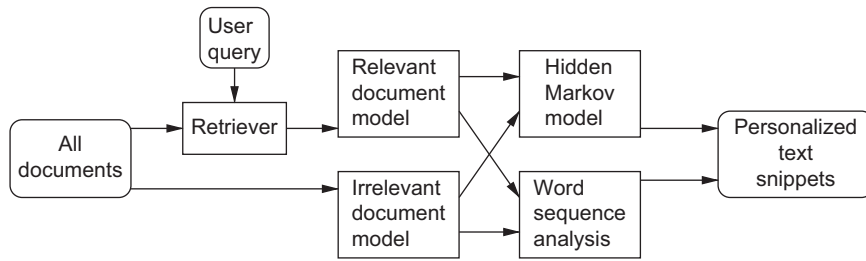 User
query
All
documents
Retriever
Relevant
document
model
Irrelevant
document
model
Hidden
Markov
model
Word
sequence
analysis
Personalized
text
snippets